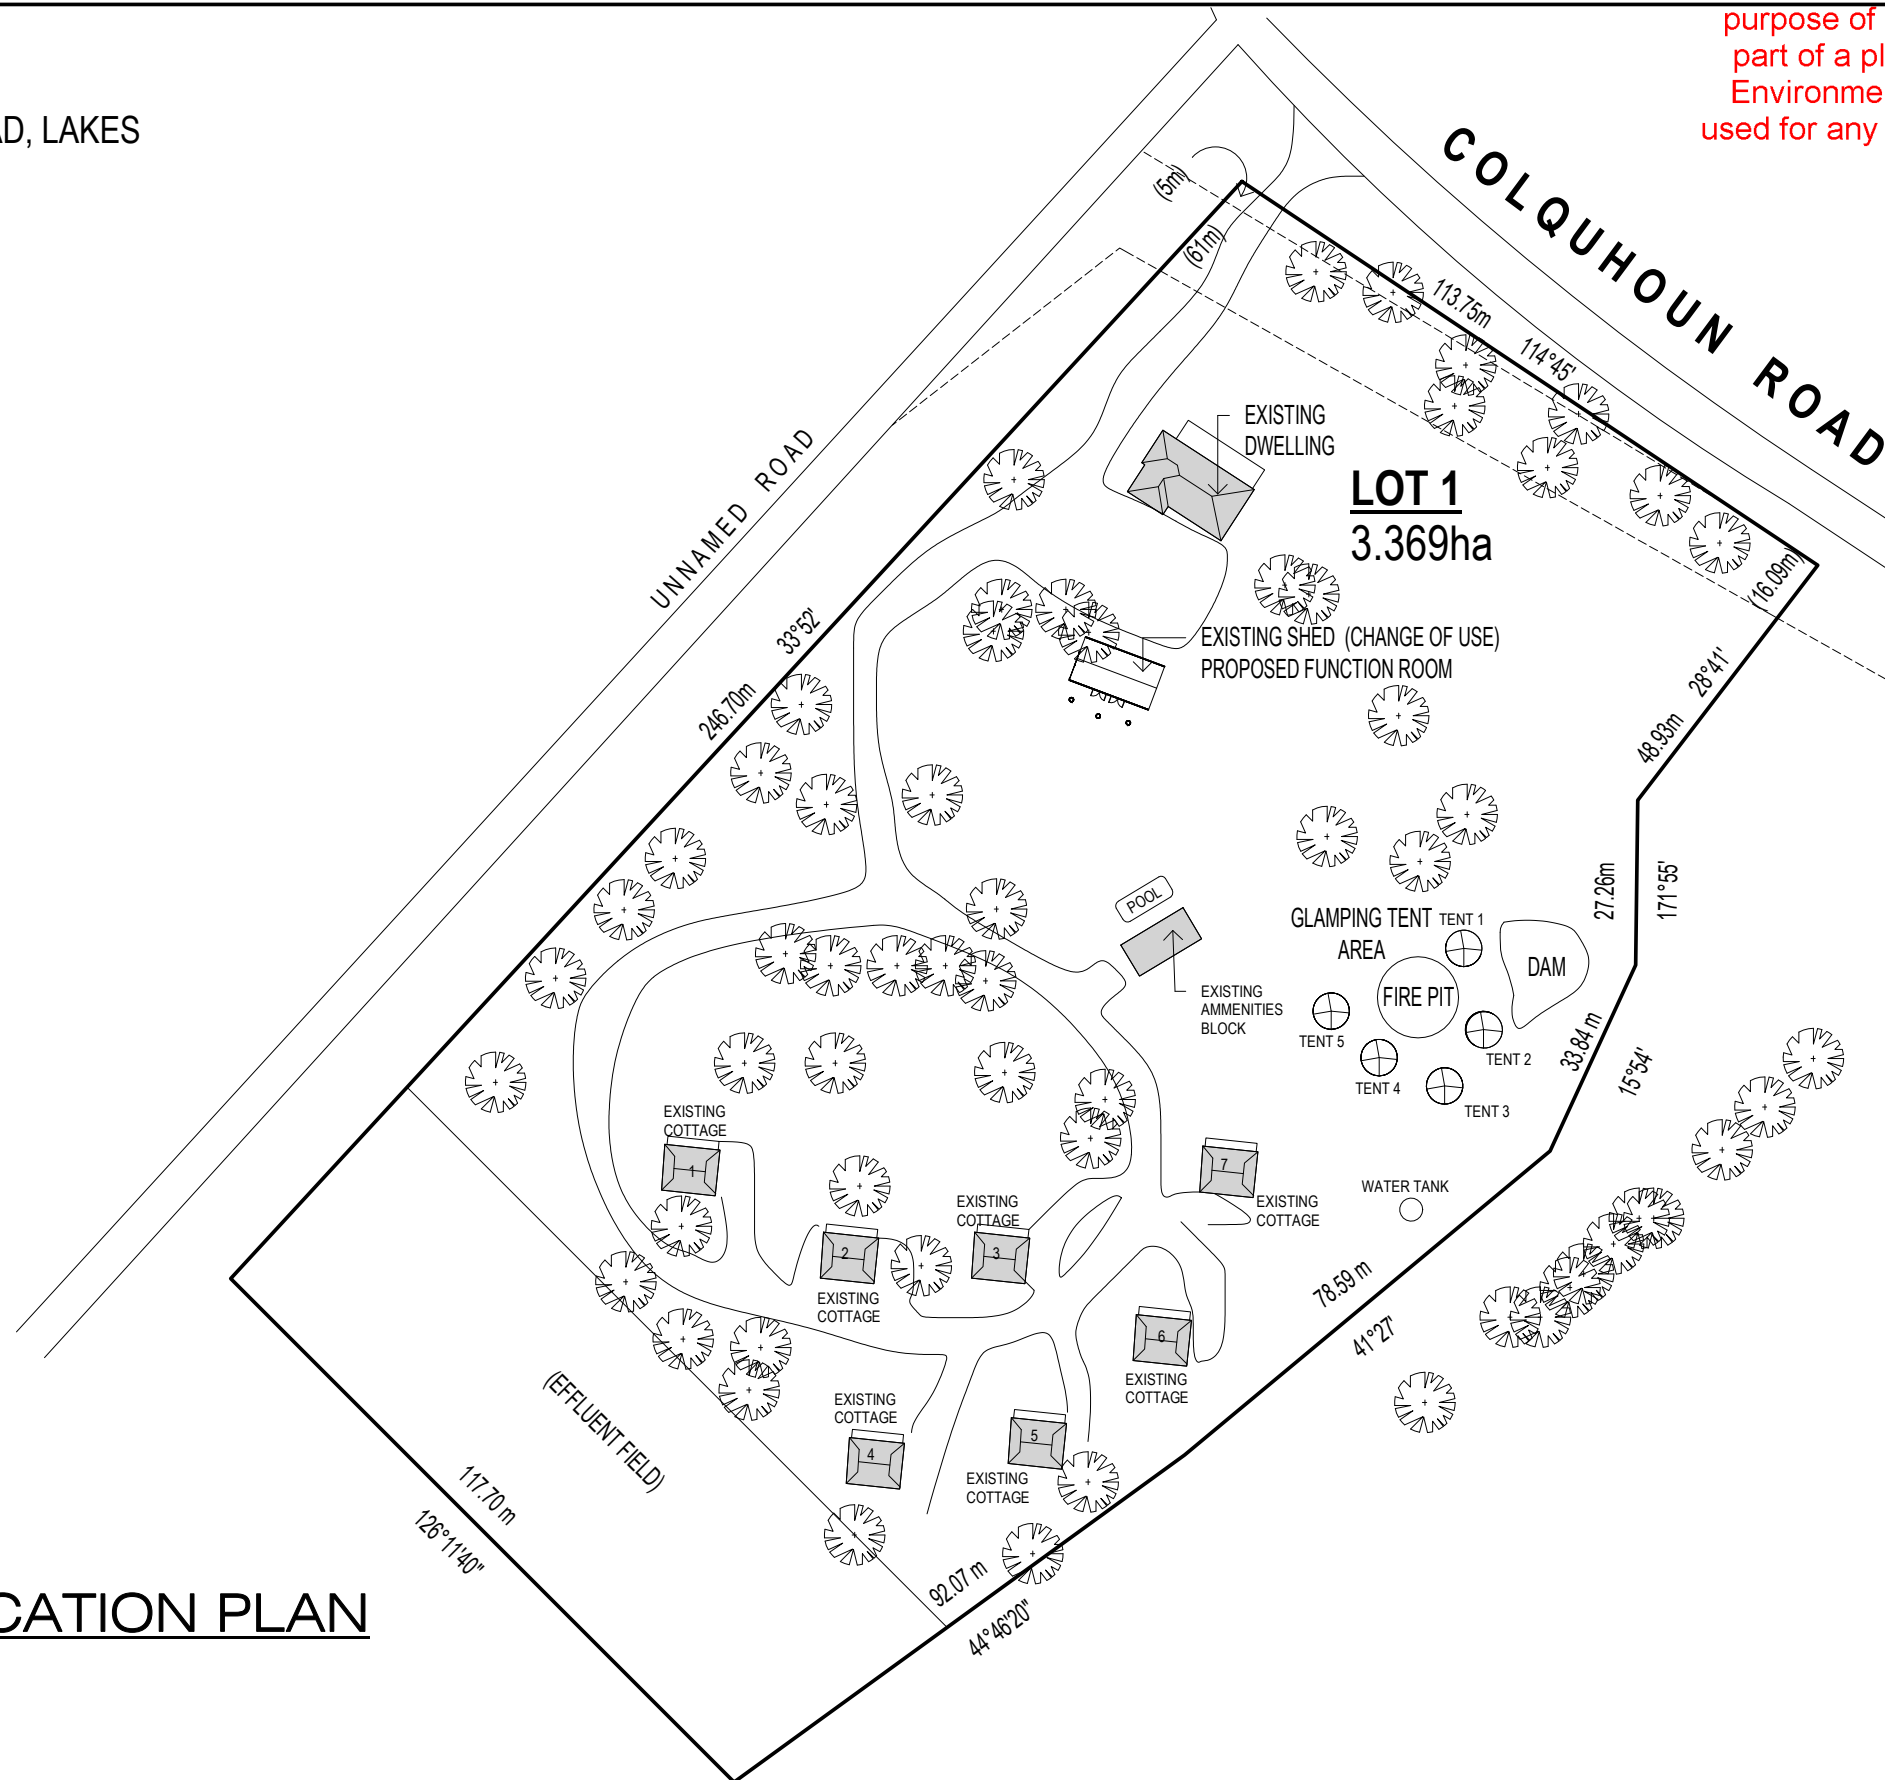 purpose of
part of a pl
Environme
used for any
AD, LAKES
COLQUHOUN ROAD
(5m)
(61m)
113.75m
114°45'
EXISTING
DWELLING
LOT 1
3.369ha
UNNAMED ROAD
(16.09m)
33°52'
246.70m
EXISTING SHED (CHANGE OF USE)
PROPOSED FUNCTION ROOM
28°41'
48.93m
27.26m
171°55'
POOL
GLAMPING TENT
AREA
TENT 1
DAM
FIRE PIT
EXISTING
AMMENITIES
BLOCK
TENT 5
TENT 2
TENT 4
TENT 3
33.84 m
15°54'
EXISTING
COTTAGE
1
7
EXISTING
COTTAGE
WATER TANK
EXISTING
COTTAGE
2
3
EXISTING
COTTAGE
78.59 m
41°27'
6
EXISTING
COTTAGE
(EFFLUENT FIELD)
EXISTING
COTTAGE
4
5
EXISTING
COTTAGE
117.70 m
126°11'40"
92.07 m
44°46'20"
CATION PLAN